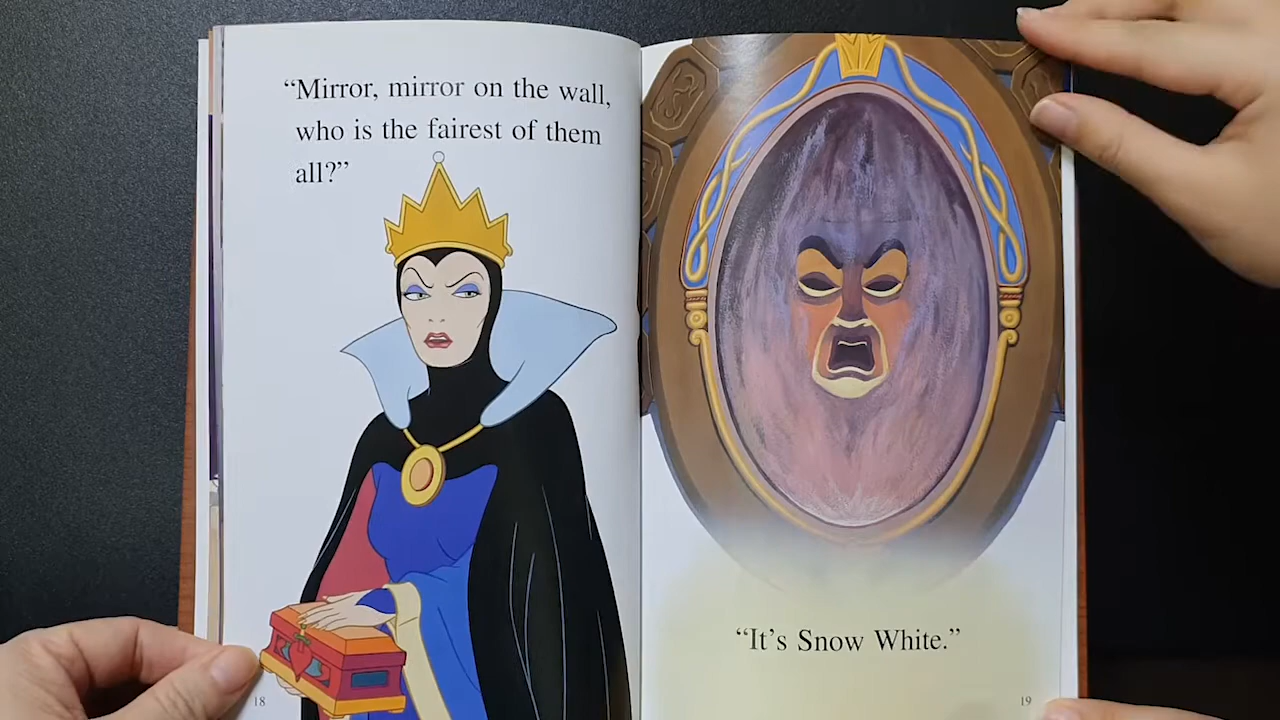 “Mirror, mirror on the wall,
who is the fairest of them
all?”
18
“It’s Snow White.”
19